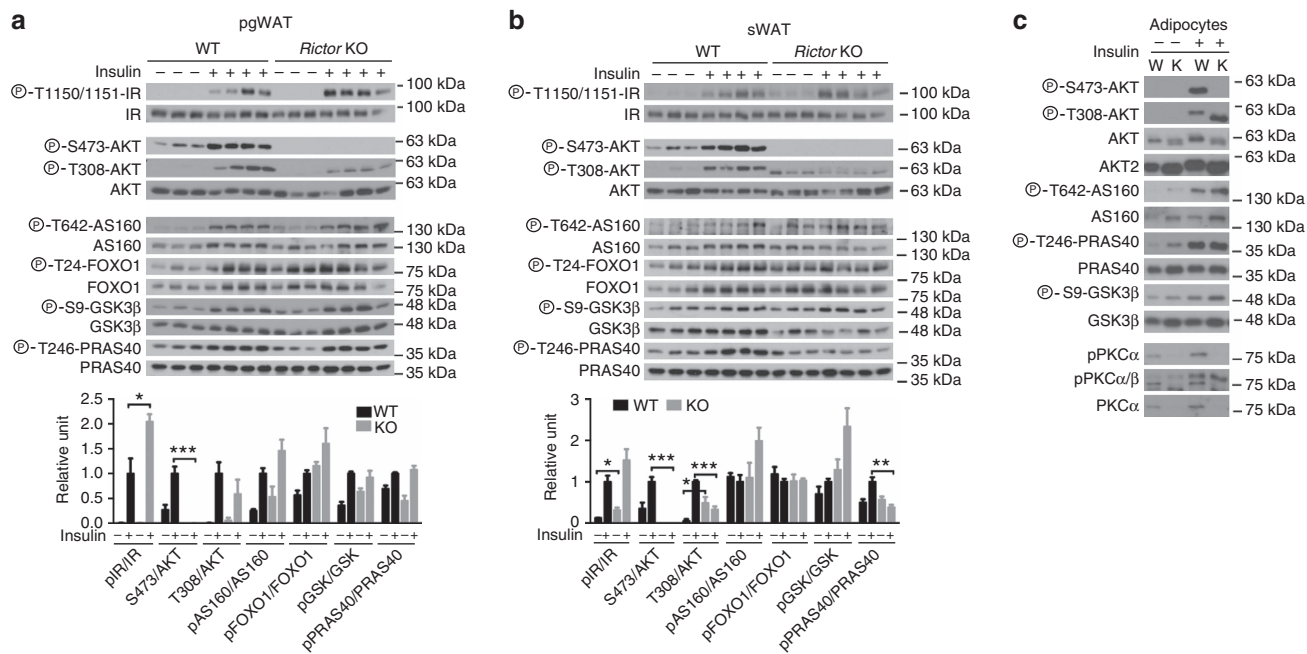 a
pgWAT
WT Rictor KO
Insulin – – – + + + + – – – + + + +
Ⓟ-T1150/1151-IR 100 kDa
IR 100 kDa
Ⓟ-S473-AKT 63 kDa
Ⓟ-T308-AKT 63 kDa
AKT 63 kDa
Ⓟ-T642-AS160 130 kDa
AS160 130 kDa
Ⓟ-T24-FOXO1 75 kDa
FOXO1 75 kDa
Ⓟ-S9-GSK3β 48 kDa
GSK3β 48 kDa
Ⓟ-T246-PRAS40 35 kDa
PRAS40 35 kDa
Relative unit
2.5
2.0
1.5
1.0
0.5
0.0
* ***
WT
KO
Insulin –+–+ –+–+ –+–+ –+–+ –+–+ –+–+ –+–+
pIR/IR
S473/AKT
T308/AKT
pAS160/AS160
pFOXO1/FOXO1
pGSK/GSK
pPRAS40/PRAS40
b
sWAT
WT Rictor KO
Insulin – – – + + + + – – – + + + +
Ⓟ-T1150/1151-IR 100 kDa
IR 100 kDa
Ⓟ-S473-AKT 63 kDa
Ⓟ-T308-AKT 63 kDa
AKT 63 kDa
Ⓟ-T642-AS160 130 kDa
AS160 130 kDa
Ⓟ-T24-FOXO1 75 kDa
FOXO1 75 kDa
Ⓟ-S9-GSK3β 48 kDa
GSK3β 48 kDa
Ⓟ-T246-PRAS40 35 kDa
PRAS40 35 kDa
Relative unit
3
2
1
0
WT KO
* *** * *** **
Insulin –+–+ –+–+ –+–+ –+–+ –+–+ –+–+ –+–+
pIR/IR
S473/AKT
T308/AKT
pAS160/AS160
pFOXO1/FOXO1
pGSK/GSK
pPRAS40/PRAS40
c
Adipocytes
Insulin – – + +
W K W K
Ⓟ-S473-AKT 63 kDa
Ⓟ-T308-AKT 63 kDa
AKT 63 kDa
AKT2 63 kDa
Ⓟ-T642-AS160 130 kDa
AS160 130 kDa
Ⓟ-T246-PRAS40 35 kDa
PRAS40 35 kDa
Ⓟ-S9-GSK3β 48 kDa
GSK3β 48 kDa
pPKCα 75 kDa
pPKCα/β 75 kDa
PKCα 75 kDa